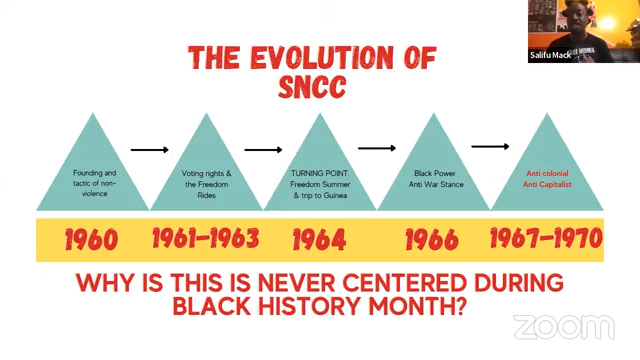 Salifu Mack
THE EVOLUTION OF
SNCC
Founding and
tactic of non-
violence
Voting rights &
the Freedom
Rides
TURNING POINT:
Freedom Summer
& trip to Guinea
Black Power
Anti War Stance
Anti colonial
Anti Capitalist
1960
1961-1963
1964
1966
1967-1970
WHY IS THIS IS NEVER CENTERED DURING
BLACK HISTORY MONTH?
zoom